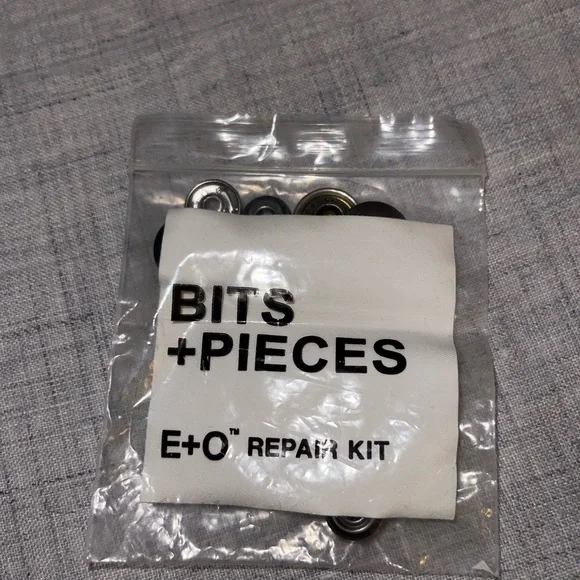 BITS
+PIECES
E+O™ REPAIR KIT